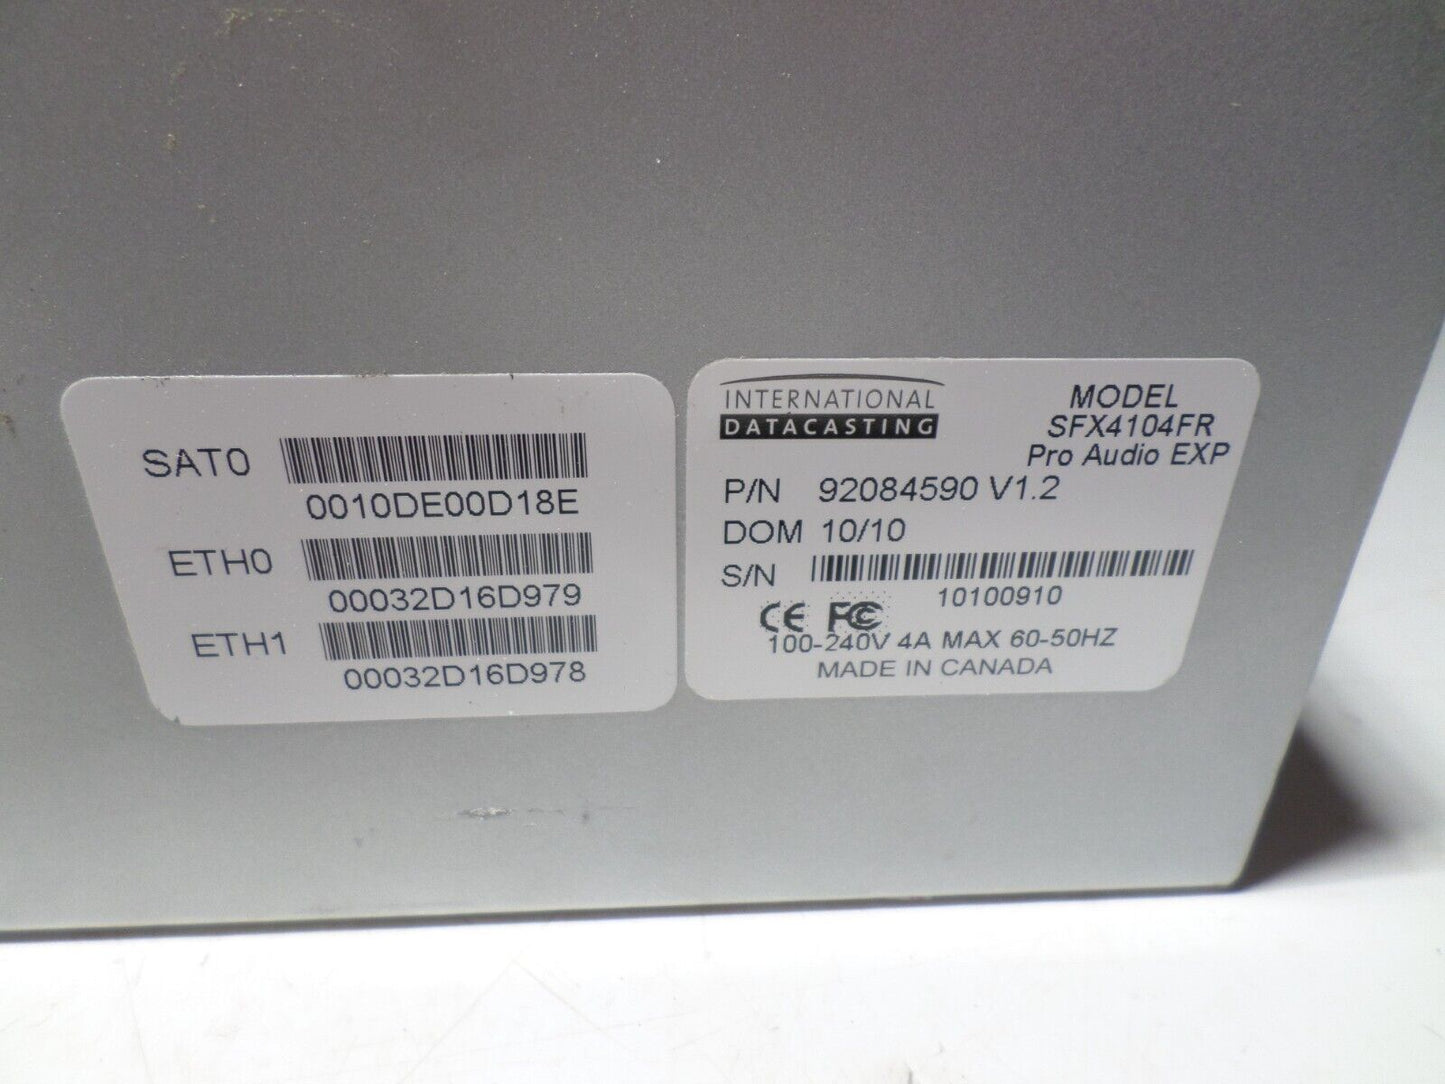 SAT0
0010DE00D18E
ETH0
00032D16D979
ETH1
00032D16D978
INTERNATIONAL
DATACASTING
MODEL
SFX4104FR
Pro Audio EXP
P/N 92084590 V1.2
DOM 10/10
S/N
10100910
CE FC
100-240V 4A MAX 60-50HZ
MADE IN CANADA